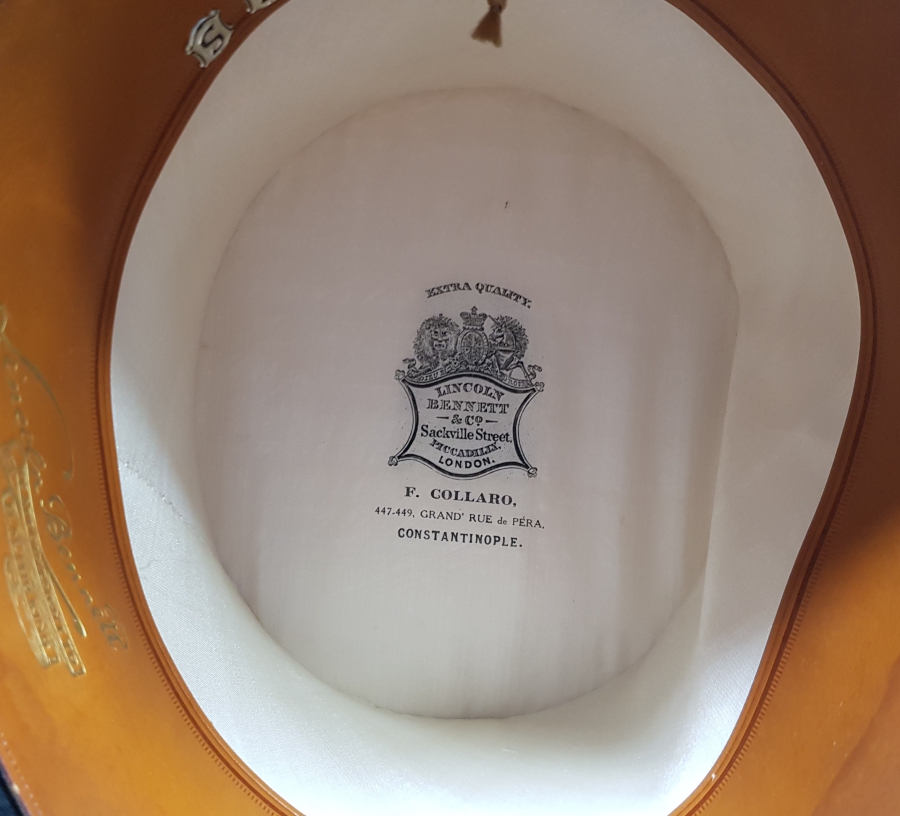 S
EXTRA QUALITY.
LINCOLN
BENNETT
& Co
Sackville Street,
PICCADILLY,
LONDON.
F. COLLARO,
447-449, GRAND' RUE de PÉRA,
CONSTANTINOPLE.